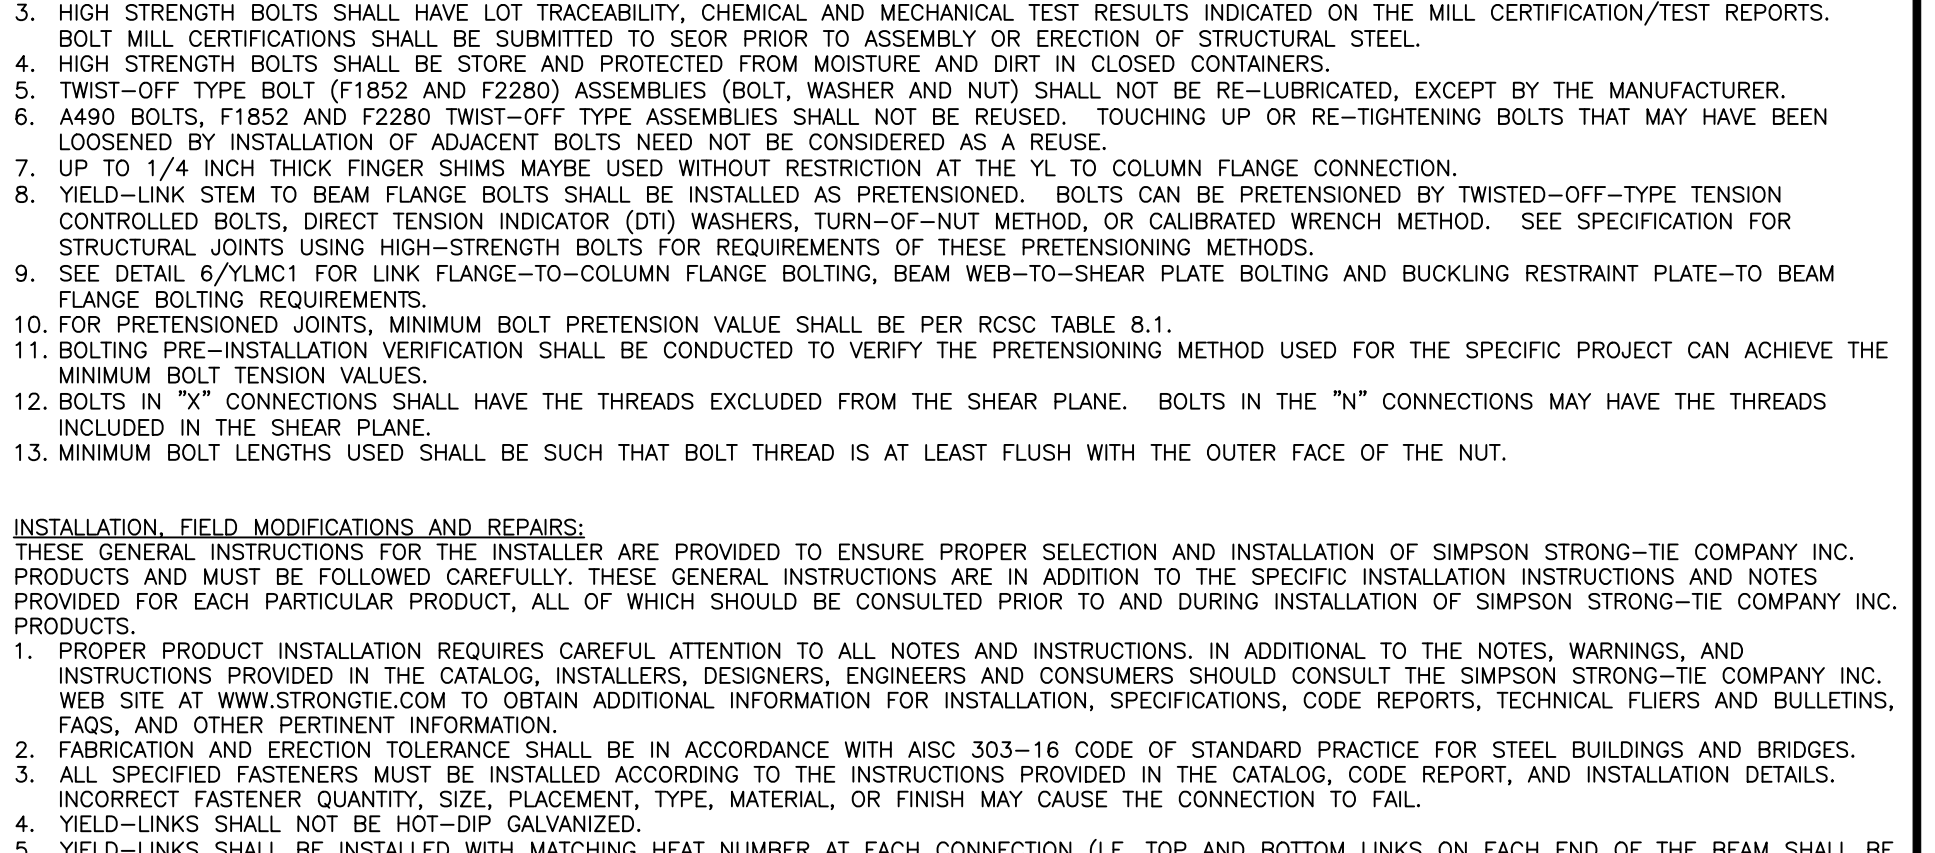 3. HIGH STRENGTH BOLTS SHALL HAVE LOT TRACEABILITY, CHEMICAL AND MECHANICAL TEST RESULTS INDICATED ON THE MILL CERTIFICATION/TEST REPORTS.
BOLT MILL CERTIFICATIONS SHALL BE SUBMITTED TO SEOR PRIOR TO ASSEMBLY OR ERECTION OF STRUCTURAL STEEL.
4. HIGH STRENGTH BOLTS SHALL BE STORE AND PROTECTED FROM MOISTURE AND DIRT IN CLOSED CONTAINERS.
5. TWIST-OFF TYPE BOLT (F1852 AND F2280) ASSEMBLIES (BOLT, WASHER AND NUT) SHALL NOT BE RE-LUBRICATED, EXCEPT BY THE MANUFACTURER.
6. A490 BOLTS, F1852 AND F2280 TWIST-OFF TYPE ASSEMBLIES SHALL NOT BE REUSED. TOUCHING UP OR RE-TIGHTENING BOLTS THAT MAY HAVE BEEN
LOOSENED BY INSTALLATION OF ADJACENT BOLTS NEED NOT BE CONSIDERED AS A REUSE.
7. UP TO 1/4 INCH THICK FINGER SHIMS MAYBE USED WITHOUT RESTRICTION AT THE YL TO COLUMN FLANGE CONNECTION.
8. YIELD-LINK STEM TO BEAM FLANGE BOLTS SHALL BE INSTALLED AS PRETENSIONED. BOLTS CAN BE PRETENSIONED BY TWISTED-OFF-TYPE TENSION
CONTROLLED BOLTS, DIRECT TENSION INDICATOR (DTI) WASHERS, TURN-OF-NUT METHOD, OR CALIBRATED WRENCH METHOD. SEE SPECIFICATION FOR
STRUCTURAL JOINTS USING HIGH-STRENGTH BOLTS FOR REQUIREMENTS OF THESE PRETENSIONING METHODS.
9. SEE DETAIL 6/YLMC1 FOR LINK FLANGE-TO-COLUMN FLANGE BOLTING, BEAM WEB-TO-SHEAR PLATE BOLTING AND BUCKLING RESTRAINT PLATE-TO BEAM
FLANGE BOLTING REQUIREMENTS.
10. FOR PRETENSIONED JOINTS, MINIMUM BOLT PRETENSION VALUE SHALL BE PER RCSC TABLE 8.1.
11. BOLTING PRE-INSTALLATION VERIFICATION SHALL BE CONDUCTED TO VERIFY THE PRETENSIONING METHOD USED FOR THE SPECIFIC PROJECT CAN ACHIEVE THE
MINIMUM BOLT TENSION VALUES.
12. BOLTS IN "X" CONNECTIONS SHALL HAVE THE THREADS EXCLUDED FROM THE SHEAR PLANE. BOLTS IN THE "N" CONNECTIONS MAY HAVE THE THREADS
INCLUDED IN THE SHEAR PLANE.
13. MINIMUM BOLT LENGTHS USED SHALL BE SUCH THAT BOLT THREAD IS AT LEAST FLUSH WITH THE OUTER FACE OF THE NUT.
INSTALLATION, FIELD MODIFICATIONS AND REPAIRS:
THESE GENERAL INSTRUCTIONS FOR THE INSTALLER ARE PROVIDED TO ENSURE PROPER SELECTION AND INSTALLATION OF SIMPSON STRONG-TIE COMPANY INC.
PRODUCTS AND MUST BE FOLLOWED CAREFULLY. THESE GENERAL INSTRUCTIONS ARE IN ADDITION TO THE SPECIFIC INSTALLATION INSTRUCTIONS AND NOTES
PROVIDED FOR EACH PARTICULAR PRODUCT, ALL OF WHICH SHOULD BE CONSULTED PRIOR TO AND DURING INSTALLATION OF SIMPSON STRONG-TIE COMPANY INC.
PRODUCTS.
1. PROPER PRODUCT INSTALLATION REQUIRES CAREFUL ATTENTION TO ALL NOTES AND INSTRUCTIONS. IN ADDITIONAL TO THE NOTES, WARNINGS, AND
INSTRUCTIONS PROVIDED IN THE CATALOG, INSTALLERS, DESIGNERS, ENGINEERS AND CONSUMERS SHOULD CONSULT THE SIMPSON STRONG-TIE COMPANY INC.
WEB SITE AT WWW.STRONGTIE.COM TO OBTAIN ADDITIONAL INFORMATION FOR INSTALLATION, SPECIFICATIONS, CODE REPORTS, TECHNICAL FLIERS AND BULLETINS,
FAQS, AND OTHER PERTINENT INFORMATION.
2. FABRICATION AND ERECTION TOLERANCE SHALL BE IN ACCORDANCE WITH AISC 303-16 CODE OF STANDARD PRACTICE FOR STEEL BUILDINGS AND BRIDGES.
3. ALL SPECIFIED FASTENERS MUST BE INSTALLED ACCORDING TO THE INSTRUCTIONS PROVIDED IN THE CATALOG, CODE REPORT, AND INSTALLATION DETAILS.
INCORRECT FASTENER QUANTITY, SIZE, PLACEMENT, TYPE, MATERIAL, OR FINISH MAY CAUSE THE CONNECTION TO FAIL.
4. YIELD-LINKS SHALL NOT BE HOT-DIP GALVANIZED.
5. YIELD-LINKS SHALL BE INSTALLED WITH MATCHING HEAT NUMBER AT EACH CONNECTION (I.E. TOP AND BOTTOM LINKS ON EACH END OF THE BEAM SHALL BE